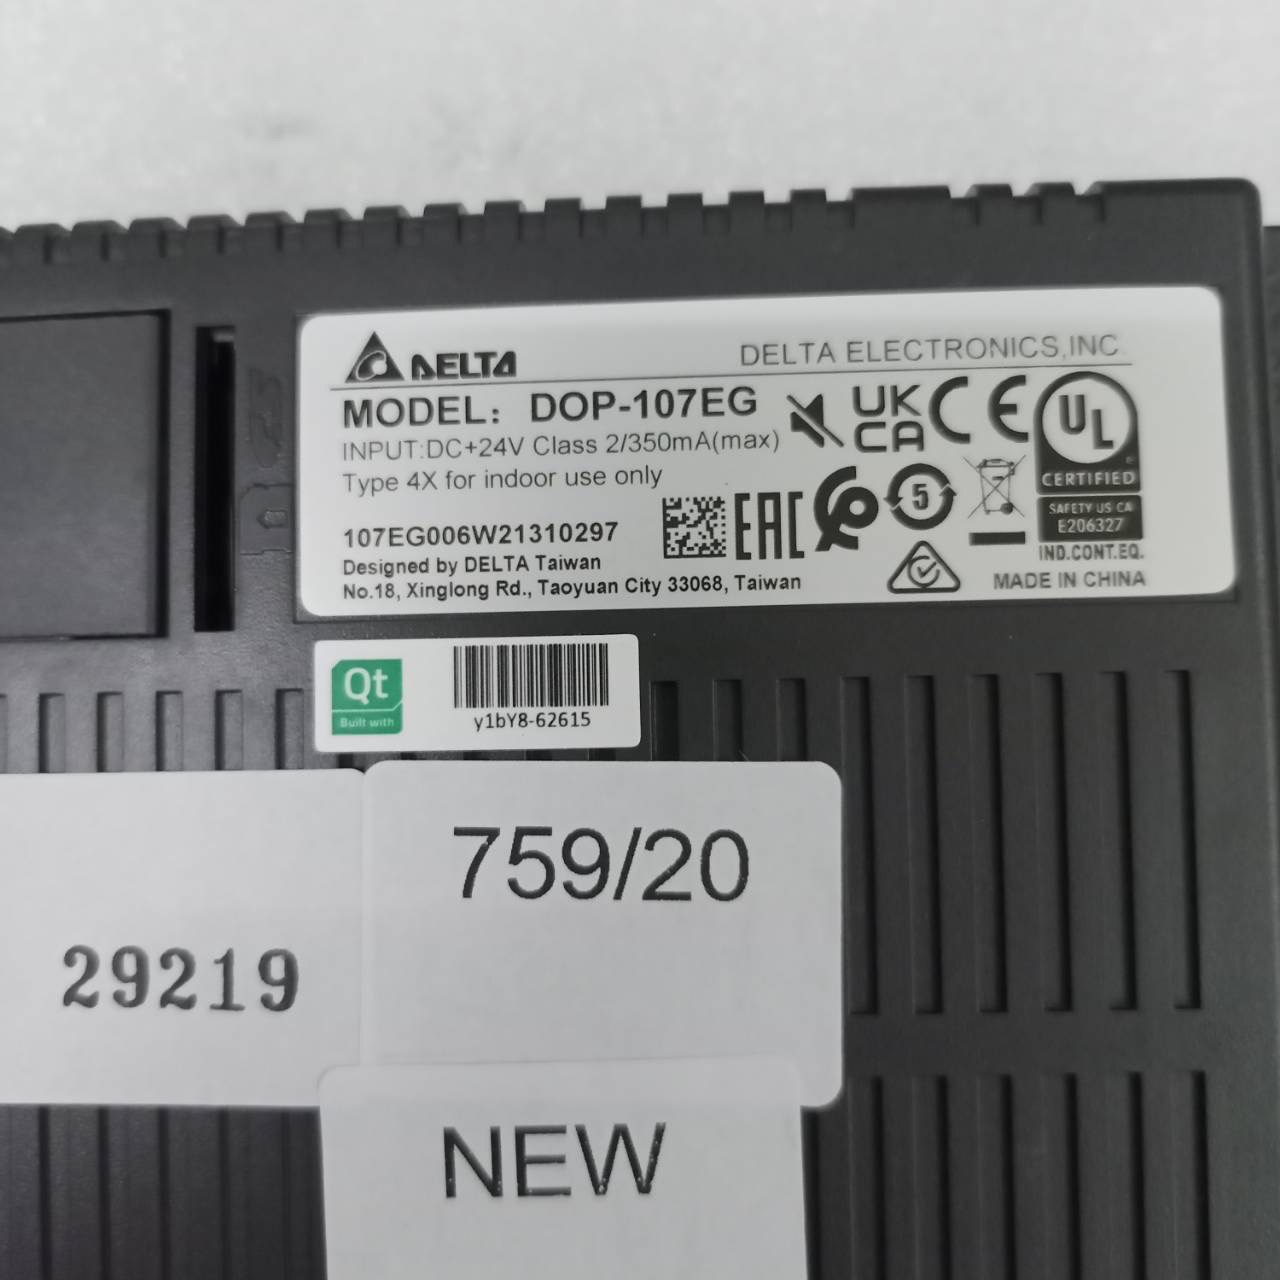 DELTA
DELTA ELECTRONICS,INC.
MODEL: DOP-107EG
INPUT:DC+24V Class 2/350mA(max)
Type 4X for indoor use only
107EG006W21310297
Designed by DELTA Taiwan
No.18, Xinglong Rd., Taoyuan City 33068, Taiwan
UK
CA
CE
UL
CERTIFIED
SAFETY US CA
E206327
IND.CONT.EQ.
EAC
5
MADE IN CHINA
Qt
Built with
y1bY8-62615
759/20
29219
NEW